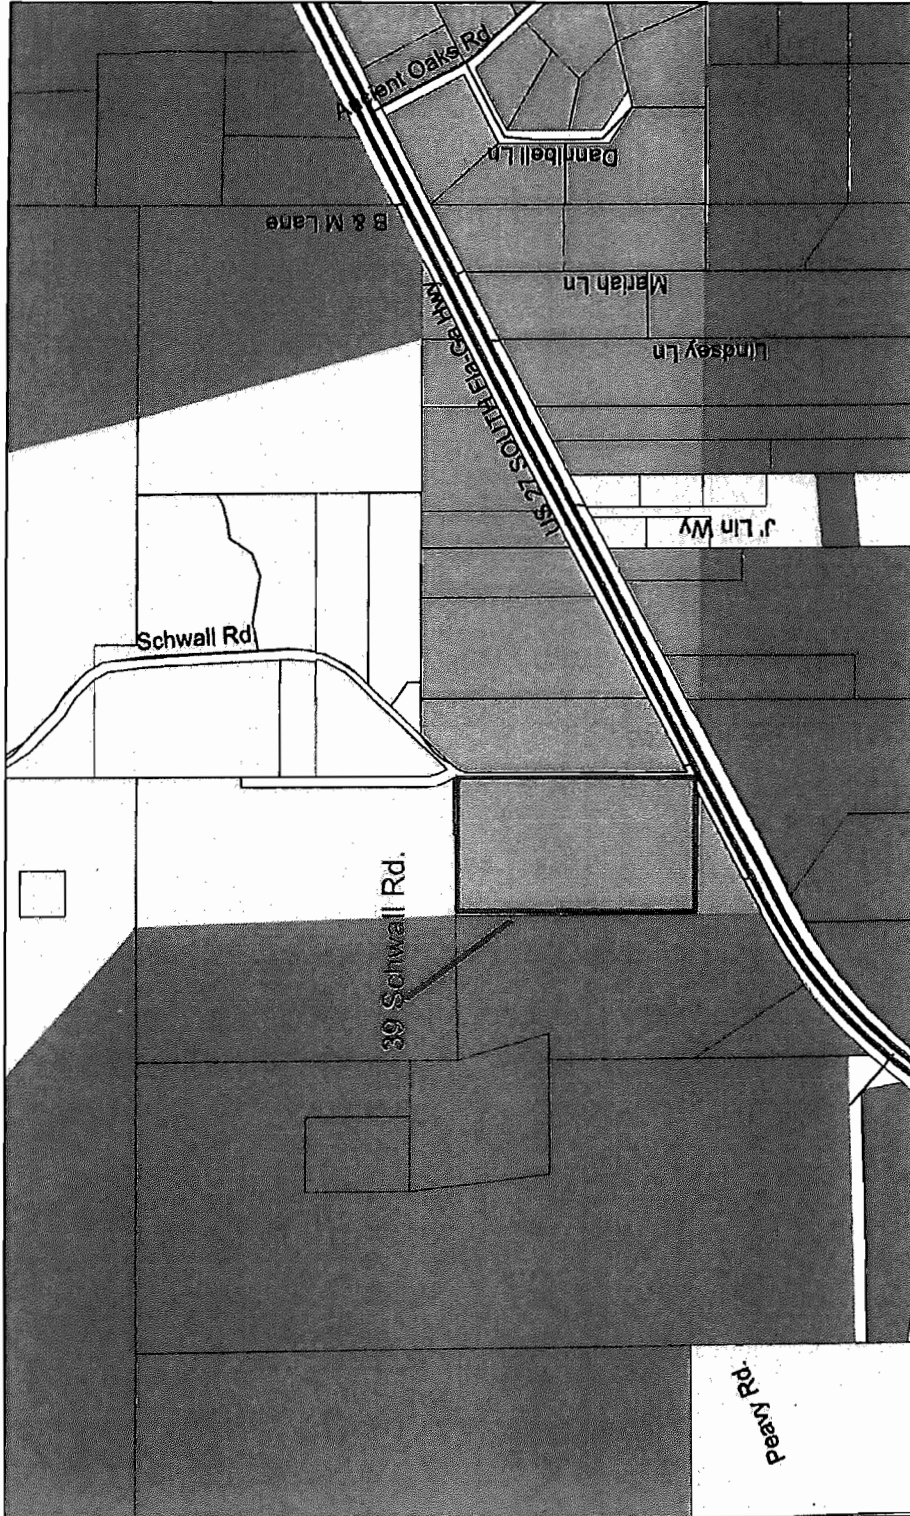 Ancient Oaks Rd
Dannibell Ln
B & M Lane
Mariah Ln
US 27 SOUTH Fla-Ga Hwy
Lindsey Ln
J' Lin Wy
Schwall Rd.
39 Schwall Rd.
Peavy Rd.